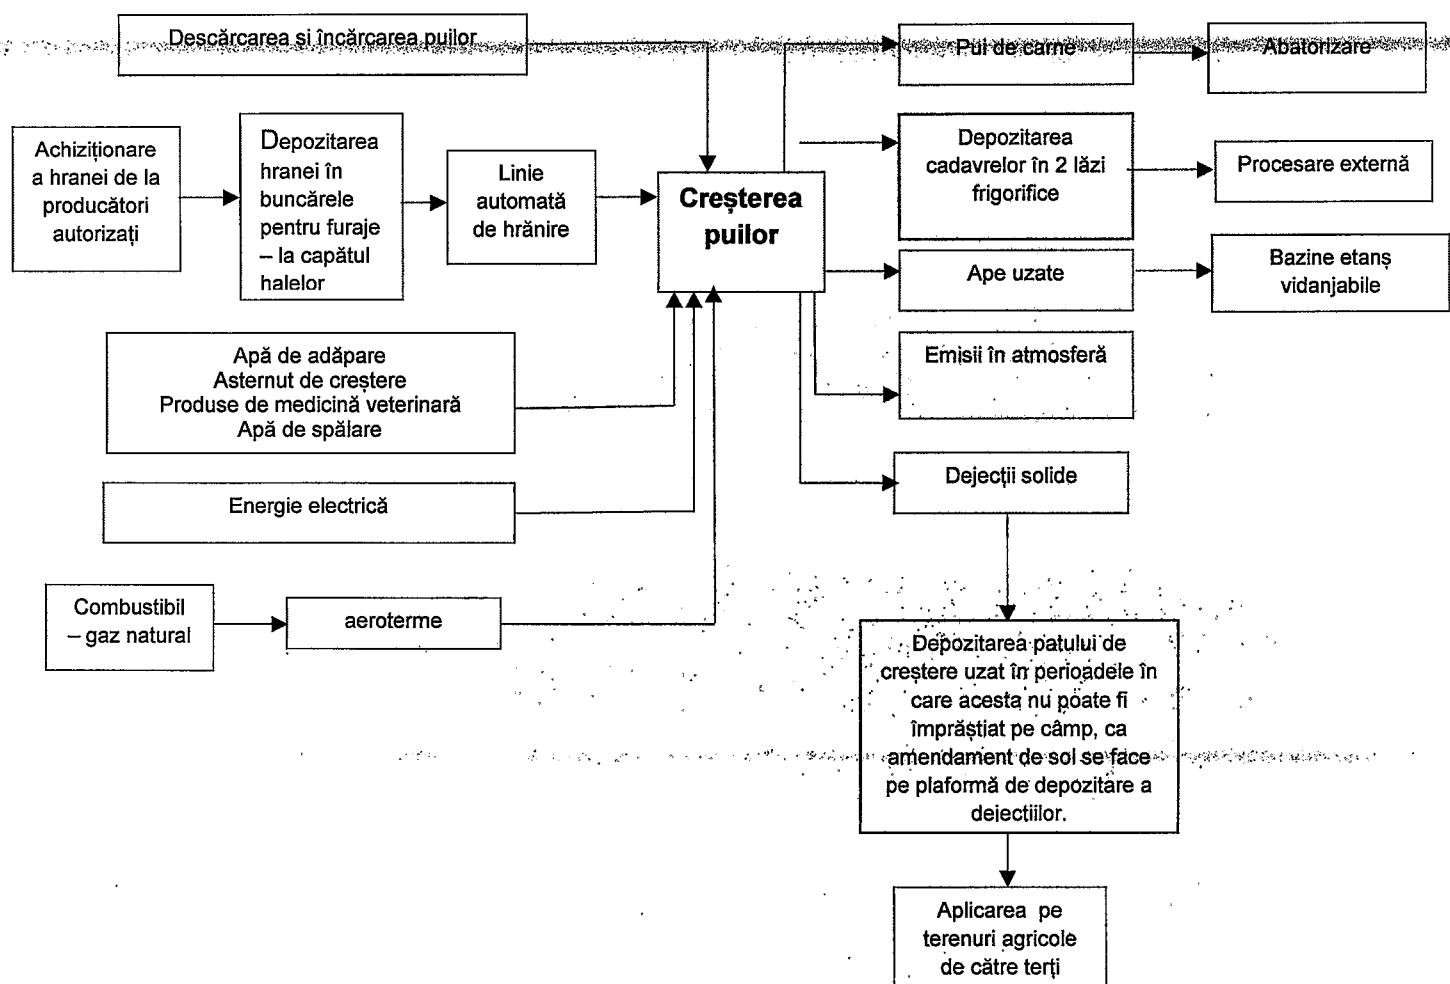 Descărcarea si încărcarea puilor
Pui de carne
Abatorizare
Achiziționare
a hranei de la
producători
autorizați
Depozitarea
hranei în
buncărele
pentru furaje
– la capătul
halelor
Linie
automată
de hrănire
Creșterea
puilor
Depozitarea
cadavrelor în 2 lăzi
frigorifice
Procesare externă
Ape uzate
Bazine etanș
vidanjabile
Emisii în atmosferă
Apă de adăpare
Asternut de creștere
Produse de medicină veterinară
Apă de spălare
Dejecții solide
Energie electrică
Combustibil
– gaz natural
aeroterme
Depozitarea patului de
creștere uzat în perioadele în
care acesta nu poate fi
împrăștiat pe câmp, ca
amendament de sol se face
pe plaformă de depozitare a
dejectiilor.
Aplicarea pe
terenuri agricole
de către terți